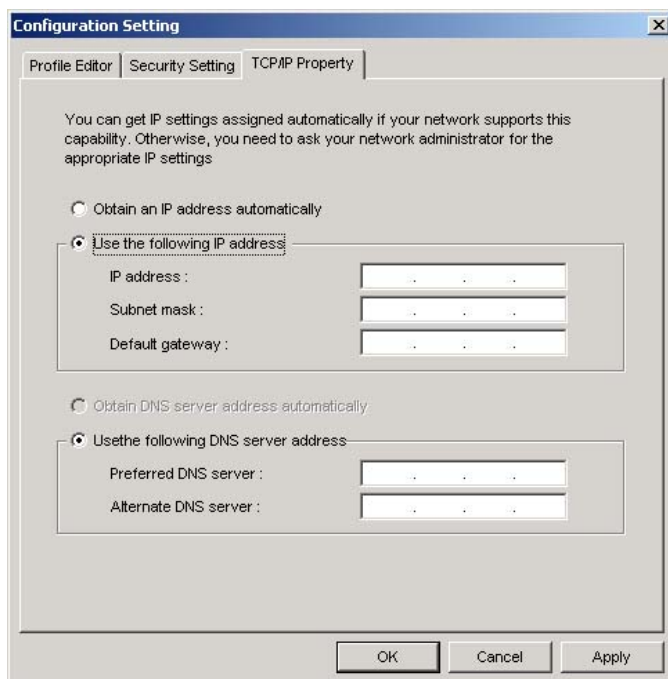 Configuration Setting
Profile Editor
Security Setting
TCP/IP Property
You can get IP settings assigned automatically if your network supports this
capability. Otherwise, you need to ask your network administrator for the
appropriate IP settings
Obtain an IP address automatically
Use the following IP address
IP address :
Subnet mask :
Default gateway :
Obtain DNS server address automatically
Usethe following DNS server address
Preferred DNS server :
Alternate DNS server :
OK
Cancel
Apply